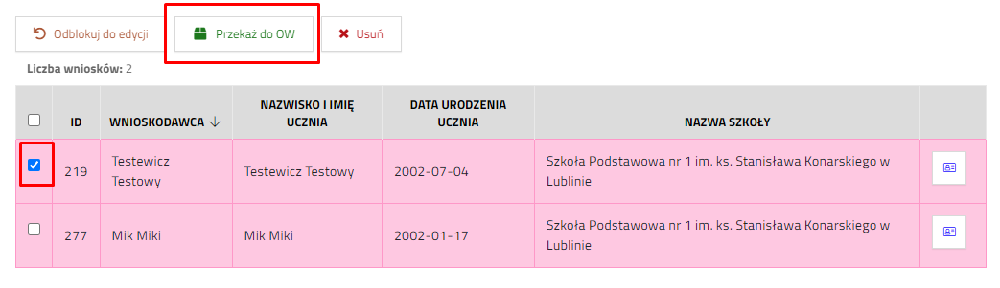 Odblokuj do edycji
Przekaż do OW
Usuń
Liczba wniosków: 2
ID
WNIOSKODAWCA
NAZWISKO I IMIĘ
UCZNIA
DATA URODZENIA
UCZNIA
NAZWA SZKOŁY
219
Testewicz
Testowy
Testewicz Testowy
2002-07-04
Szkoła Podstawowa nr 1 im. ks. Stanisława Konarskiego w
Lublinie
277
Mik Miki
Mik Miki
2002-01-17
Szkoła Podstawowa nr 1 im. ks. Stanisława Konarskiego w
Lublinie